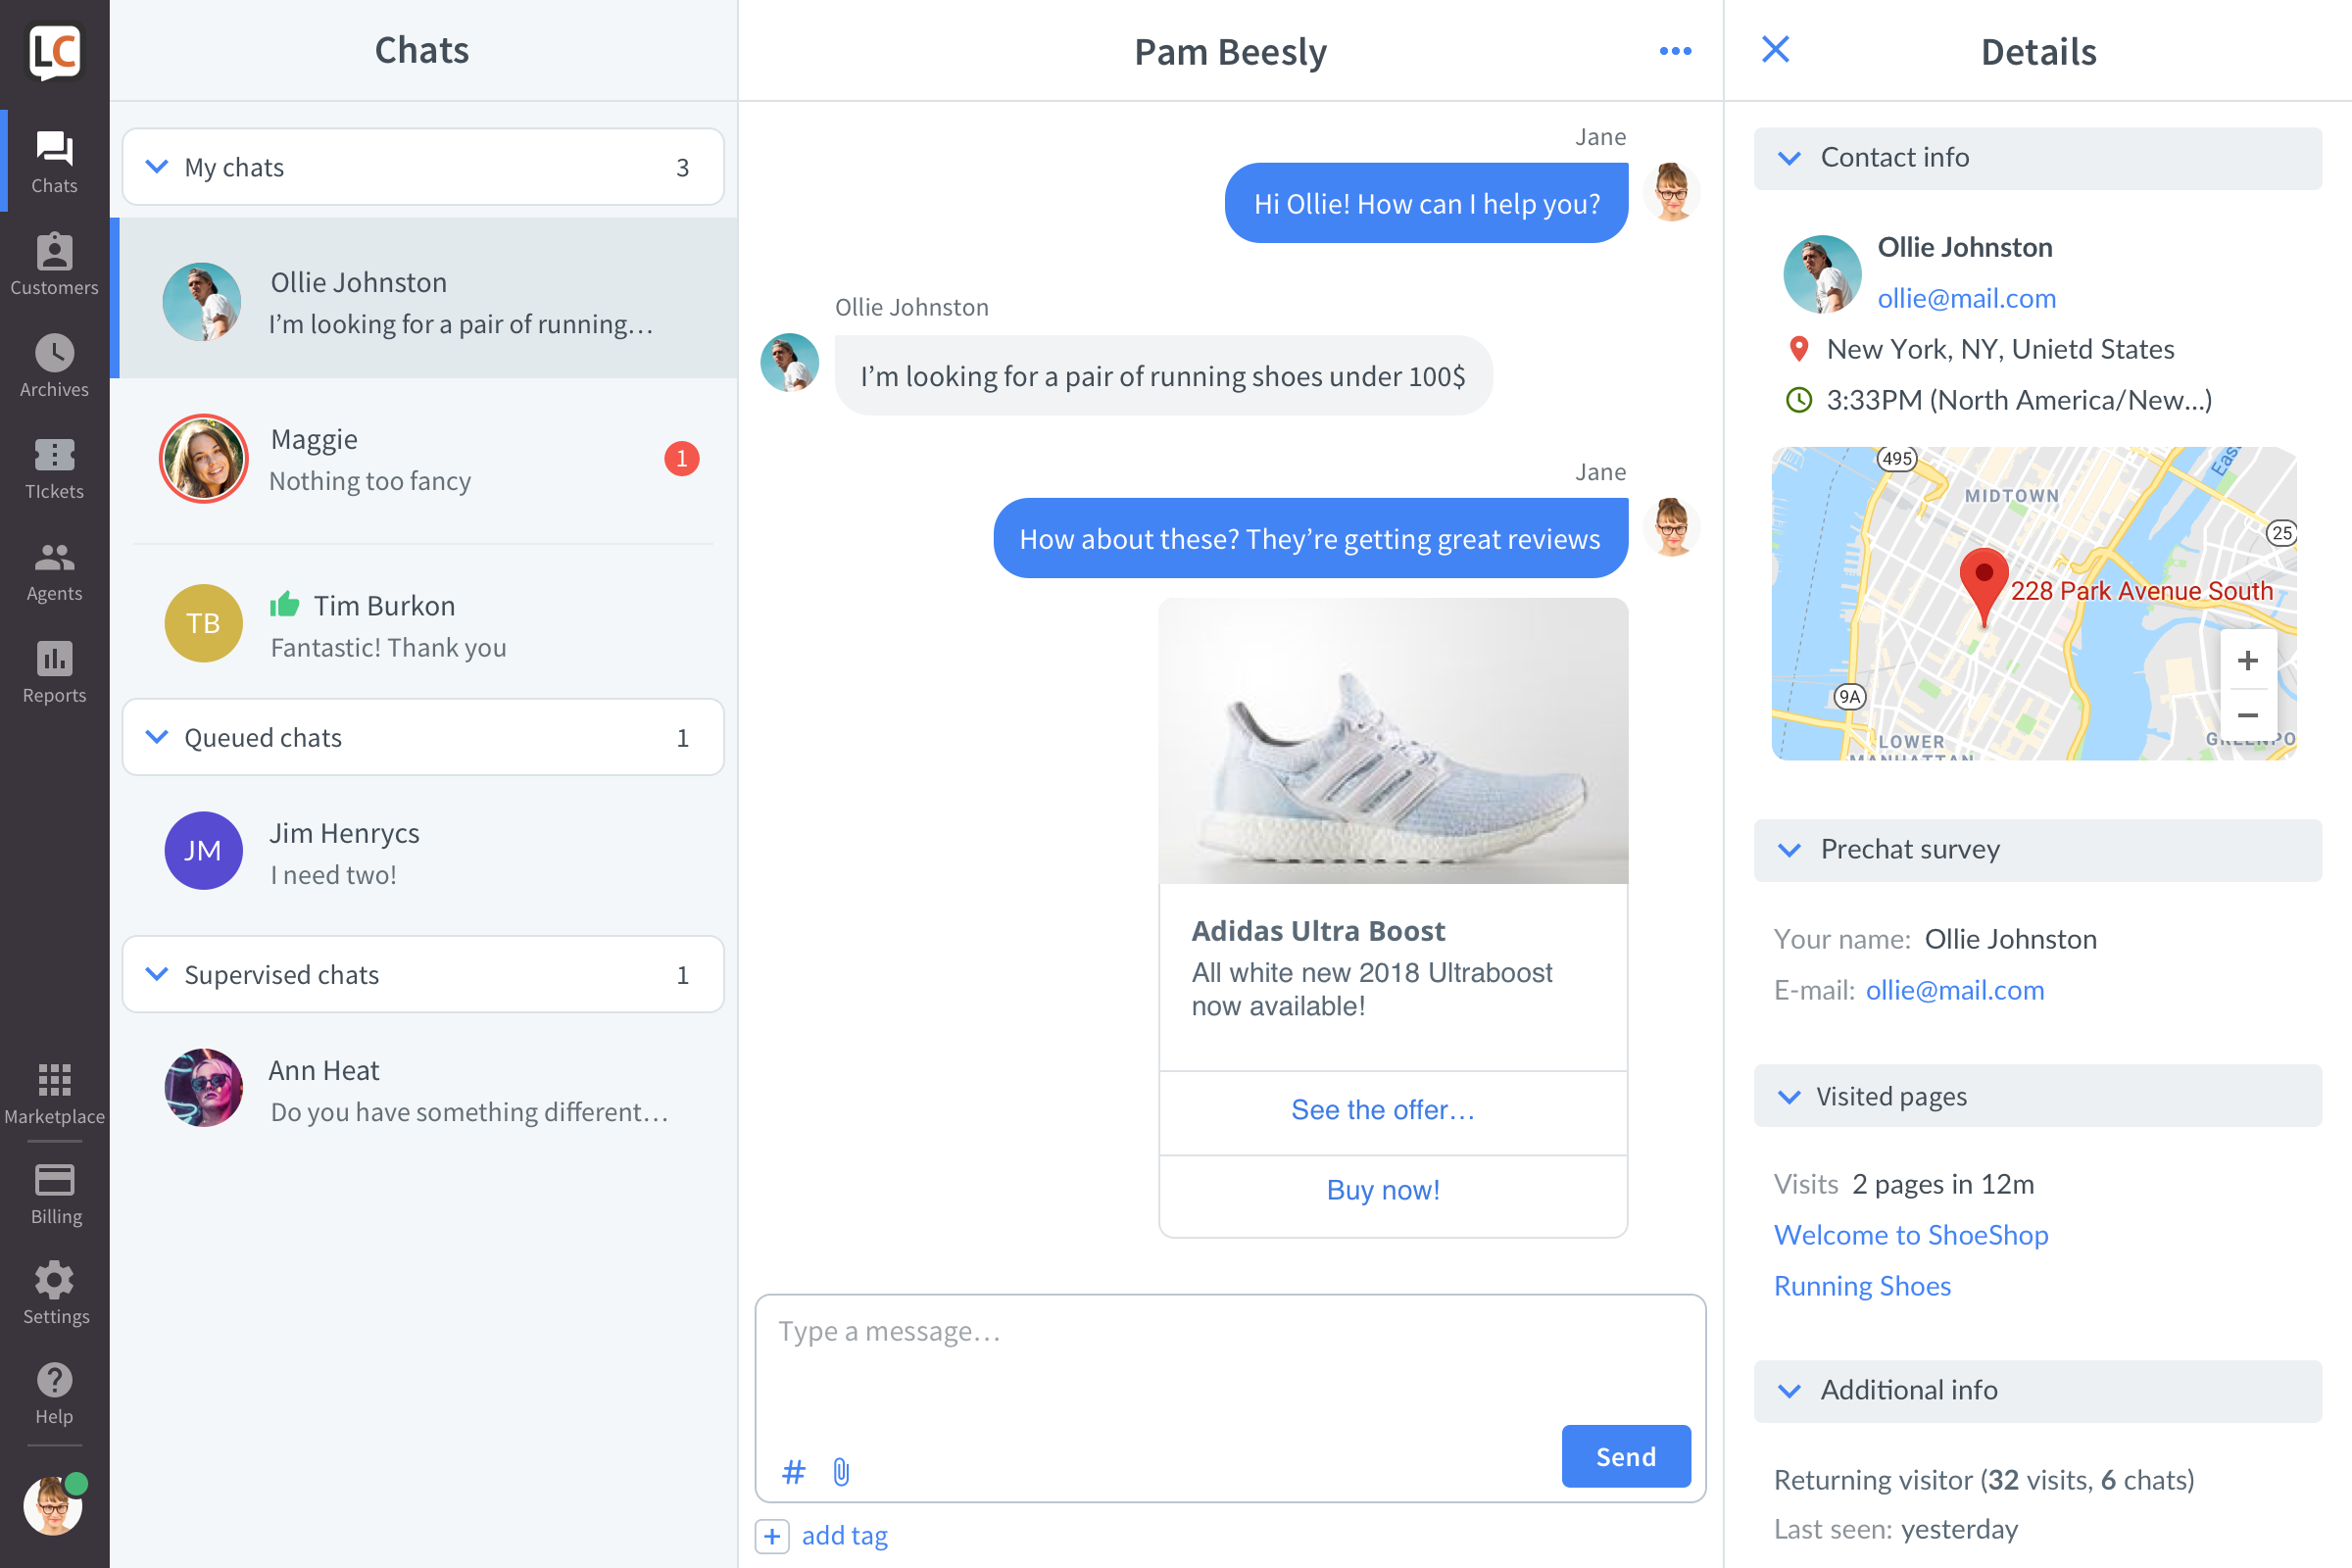 LC
Chats
Customers
Archives
TIckets
Agents
Reports
Marketplace
Billing
Settings
Help
Chats
My chats 3
Ollie Johnston
I’m looking for a pair of running…
Maggie
Nothing too fancy
1
TB
Tim Burkon
Fantastic! Thank you
Queued chats 1
JM
Jim Henrycs
I need two!
Supervised chats 1
Ann Heat
Do you have something different…
Pam Beesly
Jane
Hi Ollie! How can I help you?
Ollie Johnston
I’m looking for a pair of running shoes under 100$
Jane
How about these? They’re getting great reviews
Adidas Ultra Boost
All white new 2018 Ultraboost
now available!
See the offer…
Buy now!
Type a message…
#
Send
+ add tag
Details
Contact info
Ollie Johnston
ollie@mail.com
New York, NY, Unietd States
3:33PM (North America/New...)
495
MIDTOWN
East
25
228 Park Avenue South
+
9A
−
LOWER
MANHATTAN
Prechat survey
Your name: Ollie Johnston
E-mail: ollie@mail.com
Visited pages
Visits 2 pages in 12m
Welcome to ShoeShop
Running Shoes
Additional info
Returning visitor (32 visits, 6 chats)
Last seen: yesterday